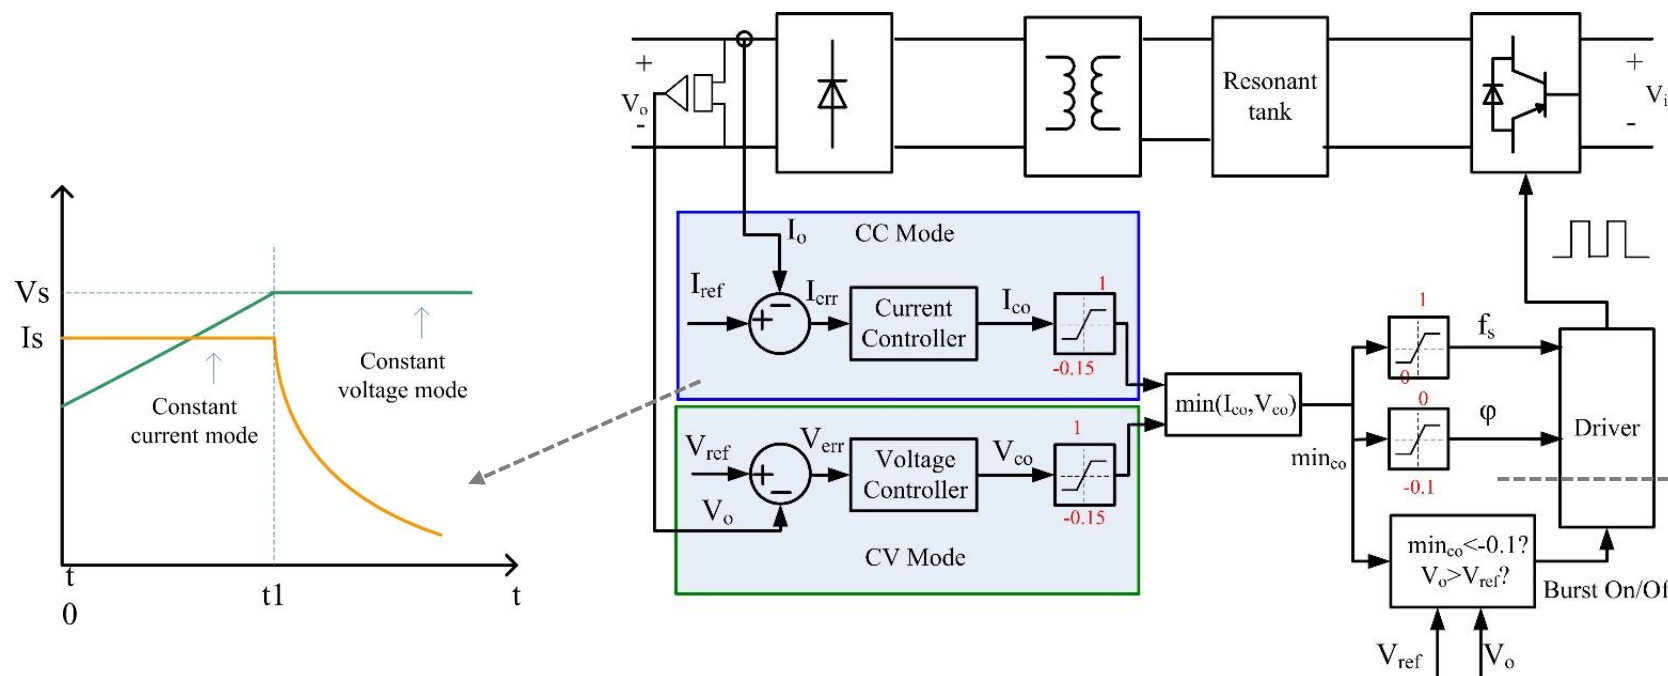 Vs
Is
Constant
voltage mode
Constant
current mode
t
0
t1
t
+
Vo
-
Resonant
tank
+
Vi
-
CC Mode
Io
Iref
+
−
Ierr
Current
Controller
Ico
1
-0.15
Vref
+
−
Verr
Voltage
Controller
Vco
1
-0.15
Vo
CV Mode
min(Ico,Vco)
minco
1
0
fs
0
-0.1
φ
Driver
minco<-0.1?
Vo>Vref?
Burst On/Of
Vref
Vo